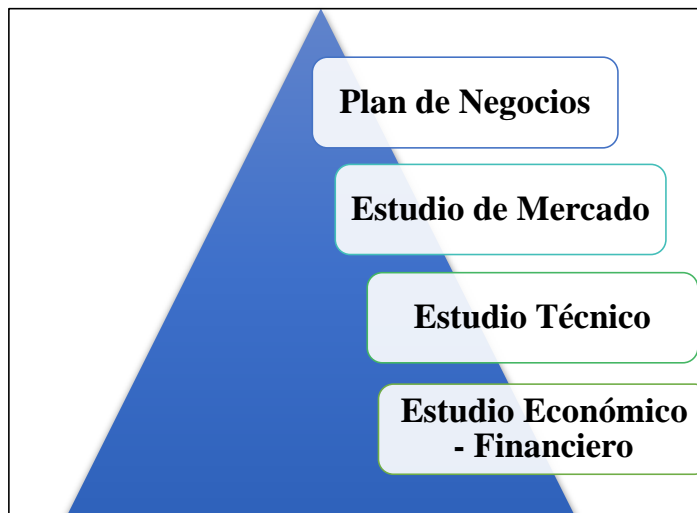 Plan de Negocios
Estudio de Mercado
Estudio Técnico
Estudio Económico
- Financiero